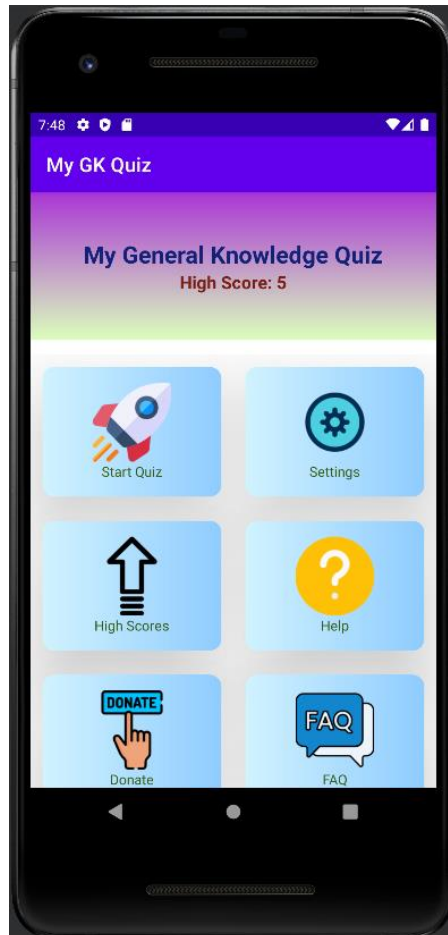 7:48
My GK Quiz
My General Knowledge Quiz
High Score: 5
Start Quiz
Settings
High Scores
Help
DONATE
FAQ
Donate
FAQ